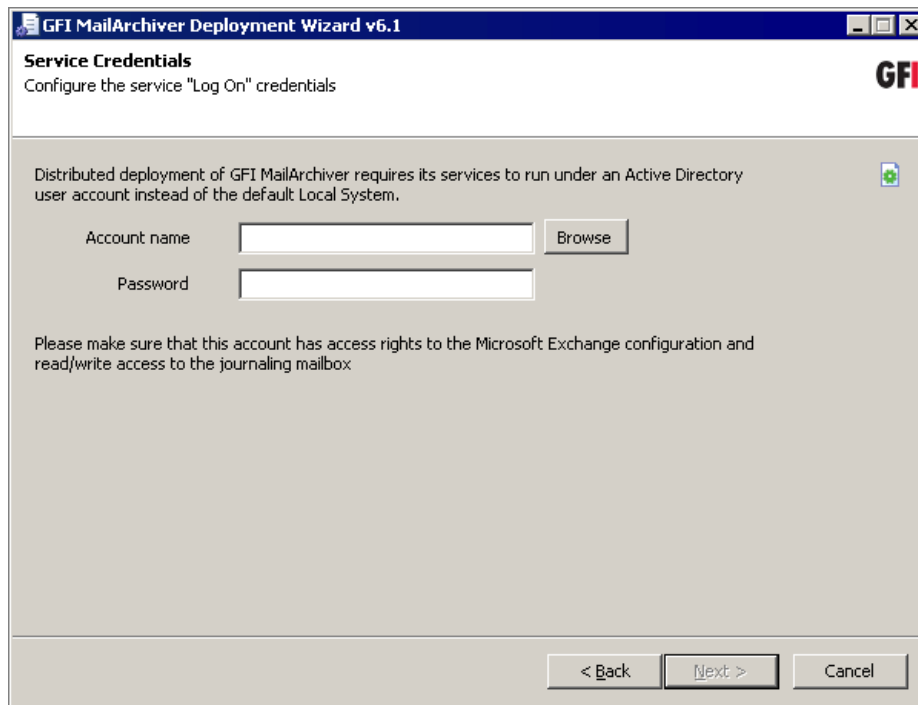 GFI MailArchiver Deployment Wizard v6.1
Service Credentials
Configure the service "Log On" credentials
GFI
Distributed deployment of GFI MailArchiver requires its services to run under an Active Directory
user account instead of the default Local System.
Account name
Browse
Password
Please make sure that this account has access rights to the Microsoft Exchange configuration and
read/write access to the journaling mailbox
< Back
Next >
Cancel